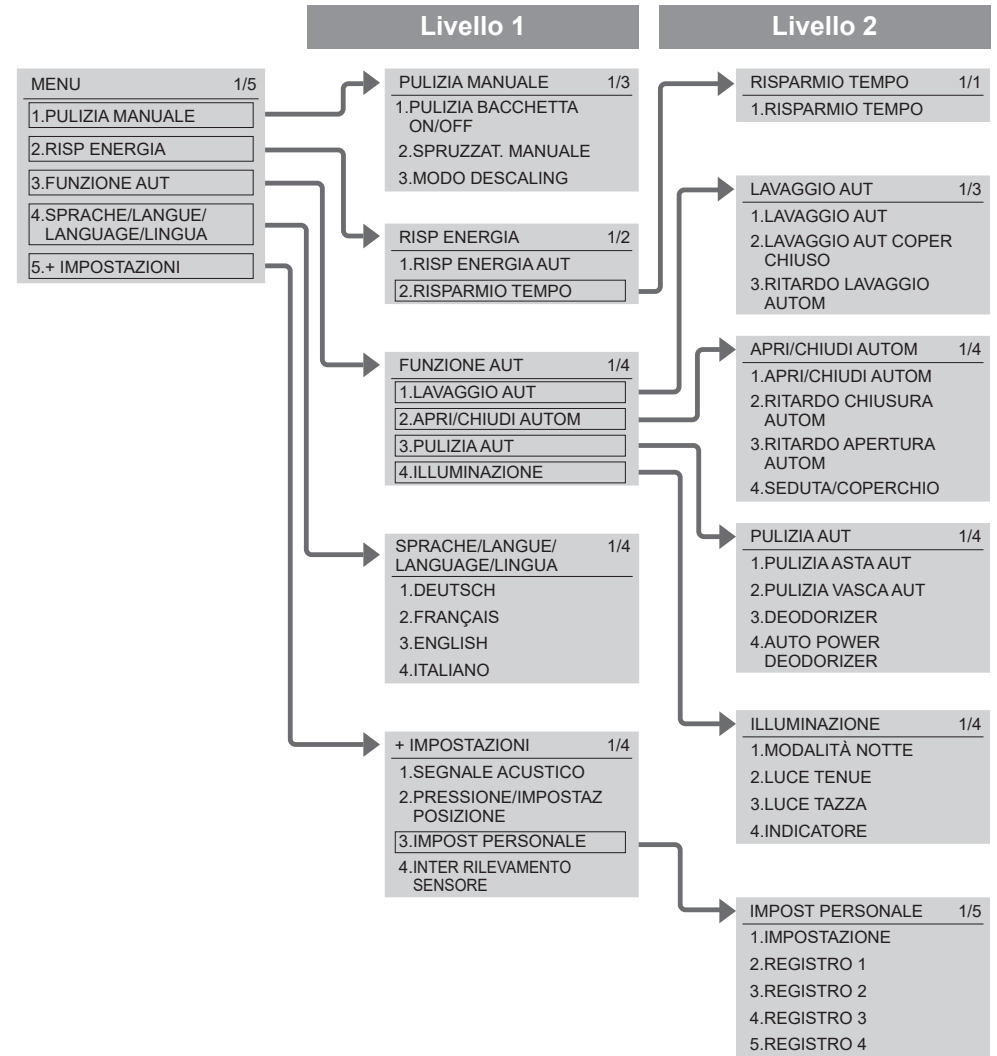 Livello 1
Livello 2
MENU 1/5
1.PULIZIA MANUALE
2.RISP ENERGIA
3.FUNZIONE AUT
4.SPRACHE/LANGUE/
LANGUAGE/LINGUA
5.+ IMPOSTAZIONI
PULIZIA MANUALE 1/3
1.PULIZIA BACCHETTA
ON/OFF
2.SPRUZZAT. MANUALE
3.MODO DESCALING
RISP ENERGIA 1/2
1.RISP ENERGIA AUT
2.RISPARMIO TEMPO
FUNZIONE AUT 1/4
1.LAVAGGIO AUT
2.APRI/CHIUDI AUTOM
3.PULIZIA AUT
4.ILLUMINAZIONE
SPRACHE/LANGUE/ 1/4
LANGUAGE/LINGUA
1.DEUTSCH
2.FRANÇAIS
3.ENGLISH
4.ITALIANO
+ IMPOSTAZIONI 1/4
1.SEGNALE ACUSTICO
2.PRESSIONE/IMPOSTAZ
POSIZIONE
3.IMPOST PERSONALE
4.INTER RILEVAMENTO
SENSORE
RISPARMIO TEMPO 1/1
1.RISPARMIO TEMPO
LAVAGGIO AUT 1/3
1.LAVAGGIO AUT
2.LAVAGGIO AUT COPER
CHIUSO
3.RITARDO LAVAGGIO
AUTOM
APRI/CHIUDI AUTOM 1/4
1.APRI/CHIUDI AUTOM
2.RITARDO CHIUSURA
AUTOM
3.RITARDO APERTURA
AUTOM
4.SEDUTA/COPERCHIO
PULIZIA AUT 1/4
1.PULIZIA ASTA AUT
2.PULIZIA VASCA AUT
3.DEODORIZER
4.AUTO POWER
DEODORIZER
ILLUMINAZIONE 1/4
1.MODALITÀ NOTTE
2.LUCE TENUE
3.LUCE TAZZA
4.INDICATORE
IMPOST PERSONALE 1/5
1.IMPOSTAZIONE
2.REGISTRO 1
3.REGISTRO 2
4.REGISTRO 3
5.REGISTRO 4